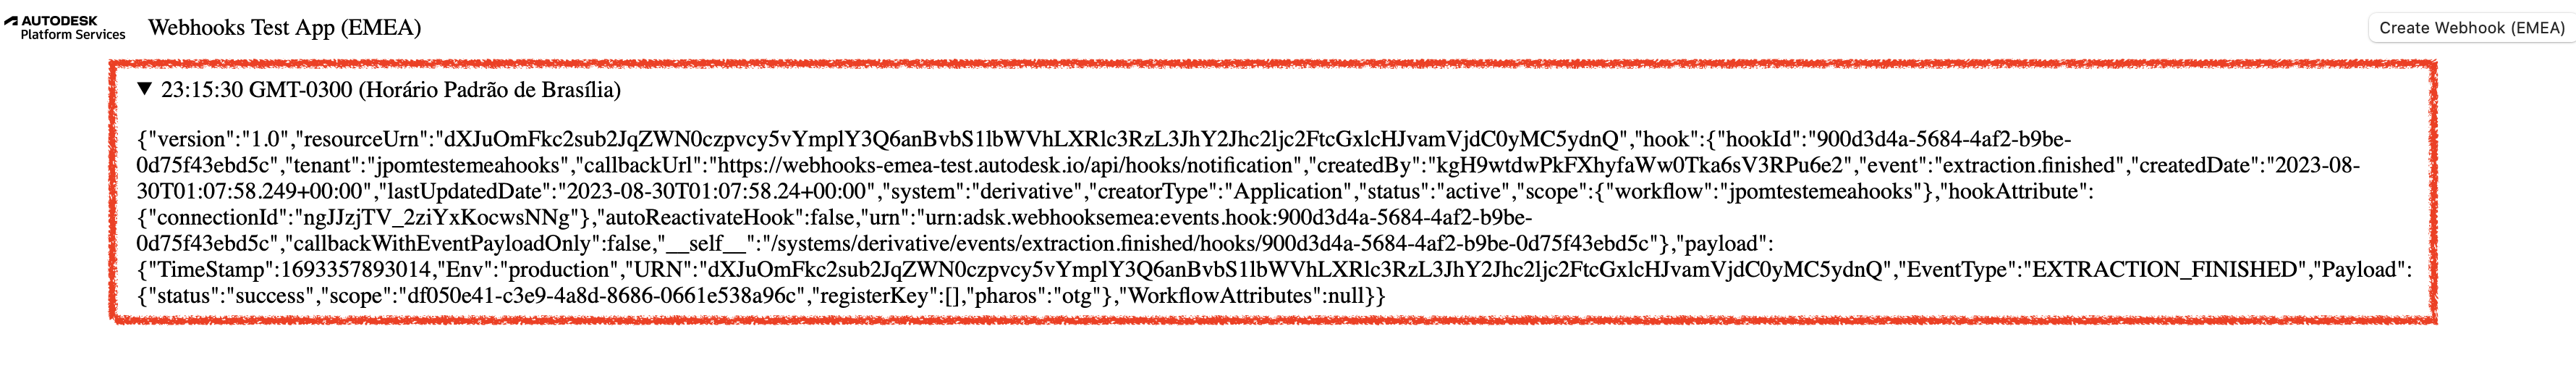 AUTODESK
Platform Services
Webhooks Test App (EMEA)
Create Webhook (EMEA)
▼ 23:15:30 GMT-0300 (Horário Padrão de Brasília)
{"version":"1.0","resourceUrn":"dXJuOmFkc2sub2JqZWN0czpvcy5vYmplY3Q6anBvbS1lbWVhLXRlc3RzL3JhY2Jhc2ljc2FtcGxlcHJvamVjdC0yMC5ydnQ","hook":{"hookId":"900d3d4a-5684-4af2-b9be-
0d75f43ebd5c","tenant":"jpomtestemeahooks","callbackUrl":"https://webhooks-emea-test.autodesk.io/api/hooks/notification","createdBy":"kgH9wtdwPkFXhyfaWw0Tka6sV3RPu6e2","event":"extraction.finished","createdDate":"2023-08-
30T01:07:58.249+00:00","lastUpdatedDate":"2023-08-30T01:07:58.24+00:00","system":"derivative","creatorType":"Application","status":"active","scope":{"workflow":"jpomtestemeahooks"},"hookAttribute":
{"connectionId":"ngJJzjTV_2ziYxKocwsNNg"},"autoReactivateHook":false,"urn":"urn:adsk.webhooksemea:events.hook:900d3d4a-5684-4af2-b9be-
0d75f43ebd5c","callbackWithEventPayloadOnly":false,"__self__":"/systems/derivative/events/extraction.finished/hooks/900d3d4a-5684-4af2-b9be-0d75f43ebd5c"},"payload":
{"TimeStamp":1693357893014,"Env":"production","URN":"dXJuOmFkc2sub2JqZWN0czpvcy5vYmplY3Q6anBvbS1lbWVhLXRlc3RzL3JhY2Jhc2ljc2FtcGxlcHJvamVjdC0yMC5ydnQ","EventType":"EXTRACTION_FINISHED","Payload":
{"status":"success","scope":"df050e41-c3e9-4a8d-8686-0661e538a96c","registerKey":[],"pharos":"otg"},"WorkflowAttributes":null}}